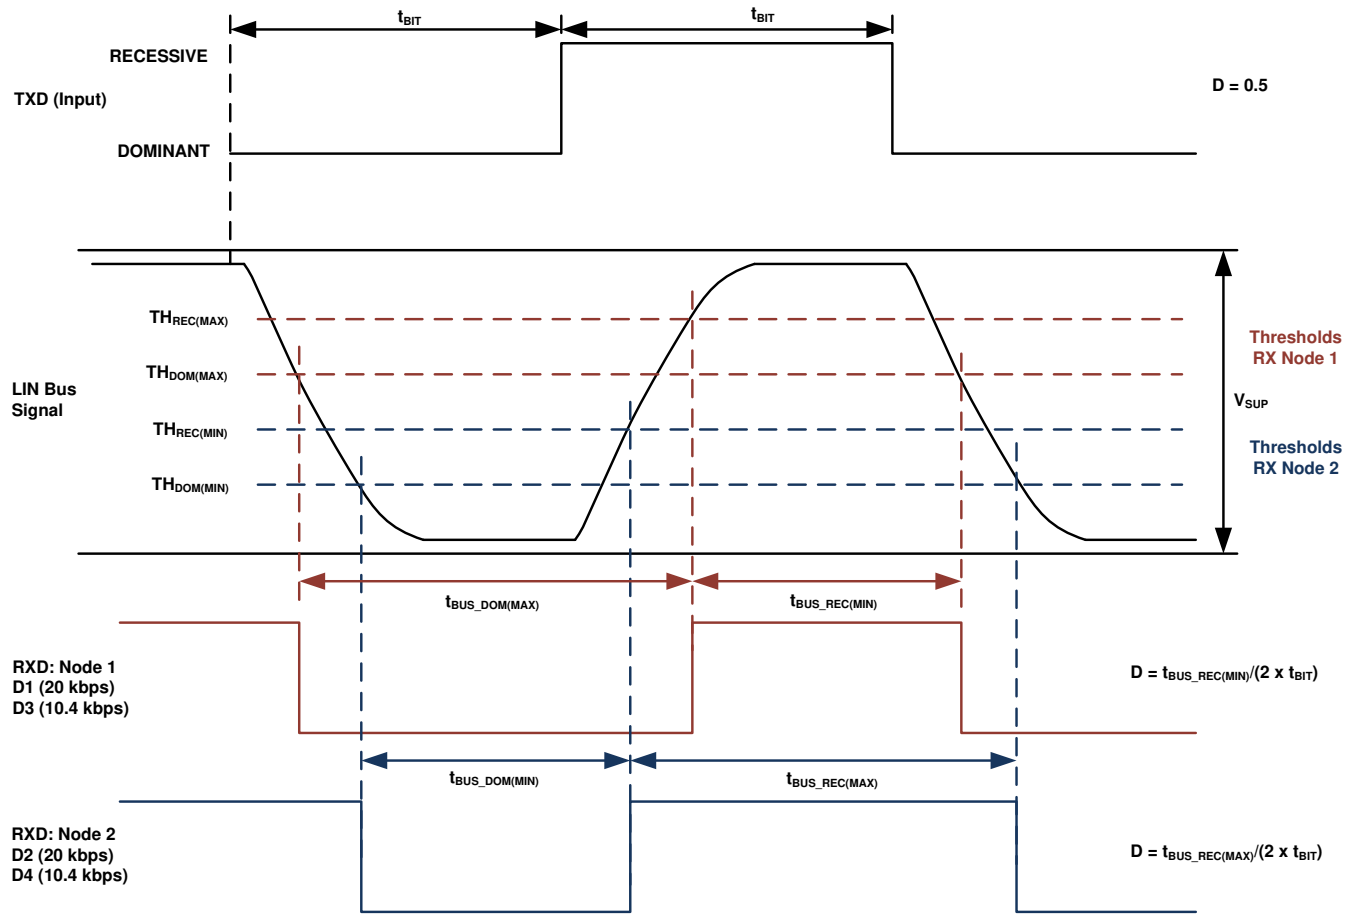 tBIT
tBIT
RECESSIVE
TXD (Input)
D = 0.5
DOMINANT
THREC(MAX)
Thresholds
RX Node 1
THDOM(MAX)
LIN Bus
Signal
VSUP
THREC(MIN)
Thresholds
RX Node 2
THDOM(MIN)
tBUS_DOM(MAX)
tBUS_REC(MIN)
RXD: Node 1
D1 (20 kbps)
D3 (10.4 kbps)
D = tBUS_REC(MIN)/(2 x tBIT)
tBUS_DOM(MIN)
tBUS_REC(MAX)
RXD: Node 2
D2 (20 kbps)
D4 (10.4 kbps)
D = tBUS_REC(MAX)/(2 x tBIT)